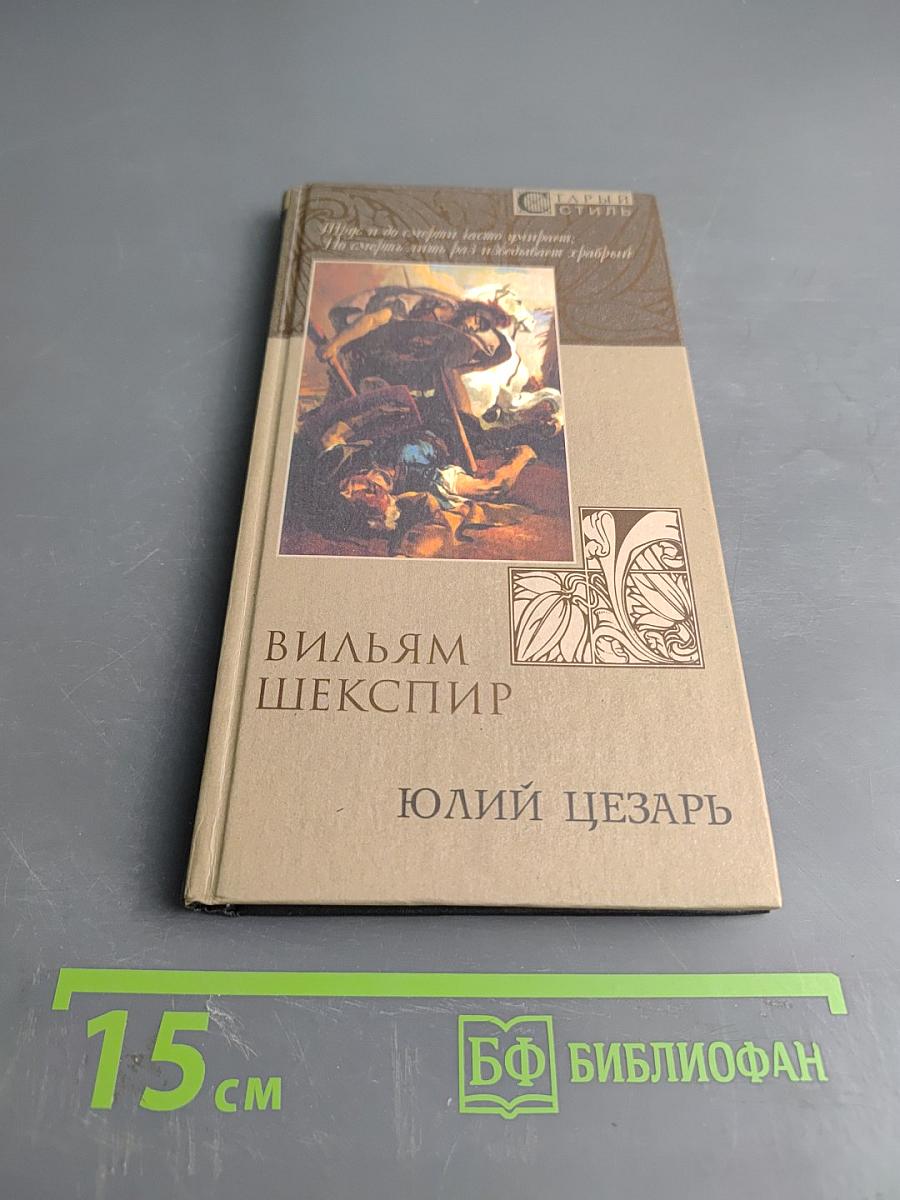 СТАРЫЙ
СТИЛЬ
Трус и до смерти часто умирает,
Но смерть лишь раз изведывает храбрый
ВИЛЬЯМ
ШЕКСПИР
ЮЛИЙ ЦЕЗАРЬ
15 см
БФ БИБЛИОФАН